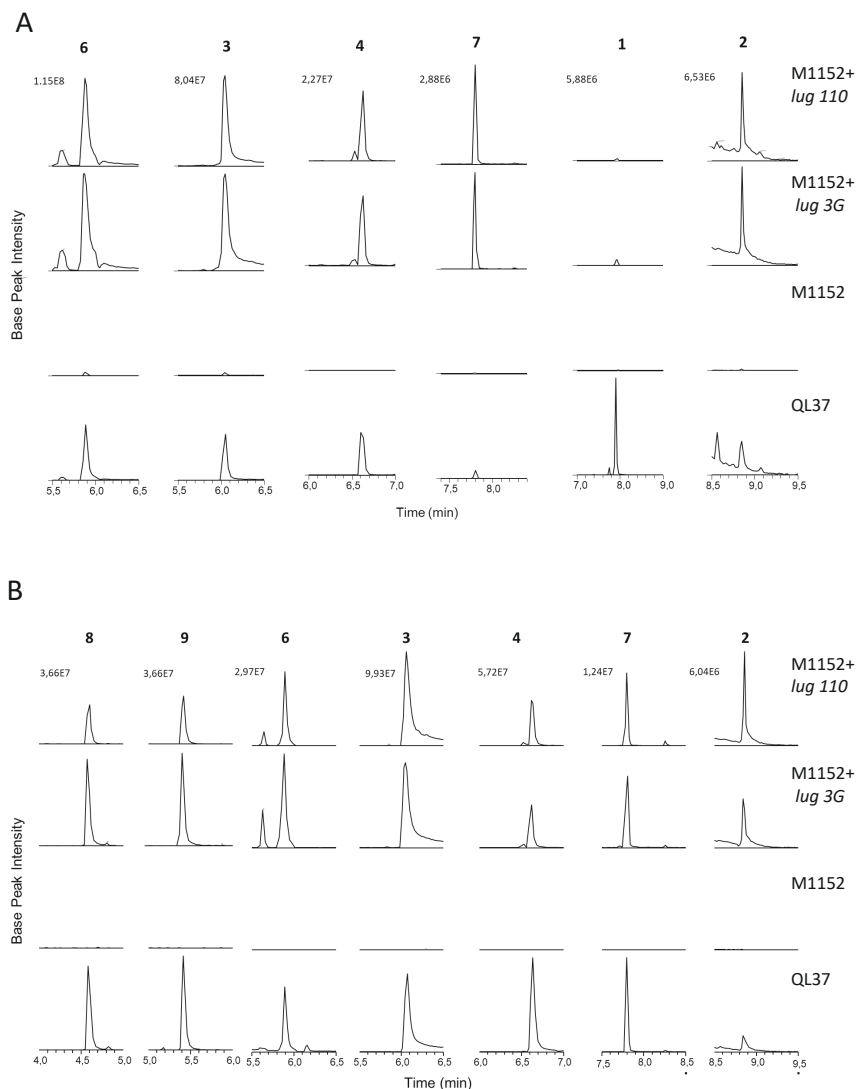 A
6 3 4 7 1 2
1.15E8 8,04E7 2,27E7 2,88E6 5,88E6 6,53E6
M1152+
lug 110
M1152+
lug 3G
M1152
QL37
Base Peak Intensity
5,5 6,0 6,5 5,5 6,0 6,5 6,0 6,5 7,0 7,5 8,0 7,0 8,0 9,0 8,5 9,0 9,5
Time (min)
B
8 9 6 3 4 7 2
3,66E7 3,66E7 2,97E7 9,93E7 5,72E7 1,24E7 6,04E6
M1152+
lug 110
M1152+
lug 3G
M1152
QL37
Base Peak Intensity
4,0 4,5 5,0 5,0 5,5 6,0 5,5 6,0 6,5 5,5 6,0 6,5 6,0 6,5 7,0 7,5 8,0 8,5 8,5 9,0 9,5
Time (min)